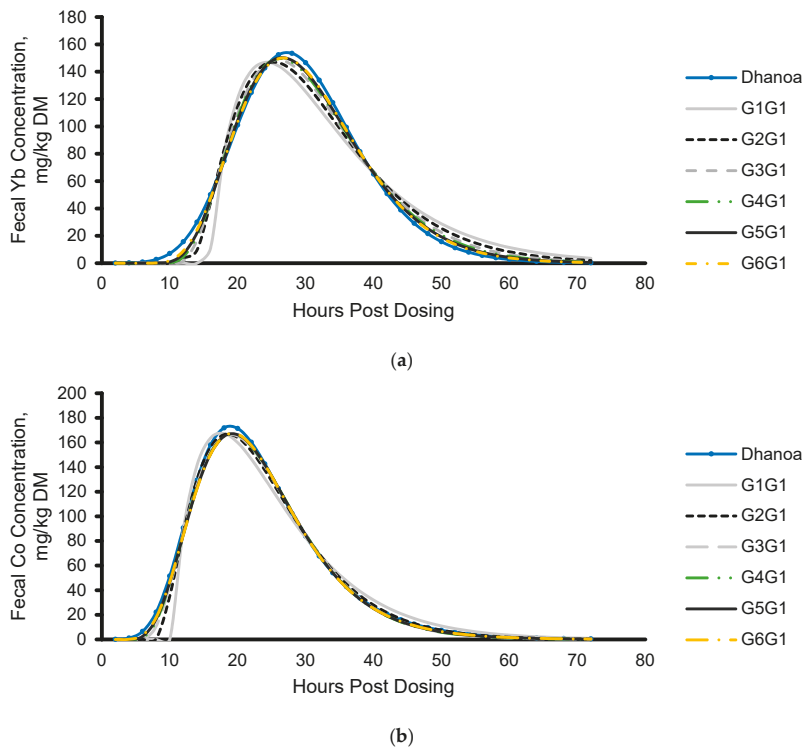 180
160
140
120
100
80
60
40
20
0
Fecal Yb Concentration,
mg/kg DM
0 10 20 30 40 50 60 70 80
Hours Post Dosing
Dhanoa
G1G1
G2G1
G3G1
G4G1
G5G1
G6G1
(a)
200
180
160
140
120
100
80
60
40
20
0
Fecal Co Concentration,
mg/kg DM
0 10 20 30 40 50 60 70 80
Hours Post Dosing
Dhanoa
G1G1
G2G1
G3G1
G4G1
G5G1
G6G1
(b)